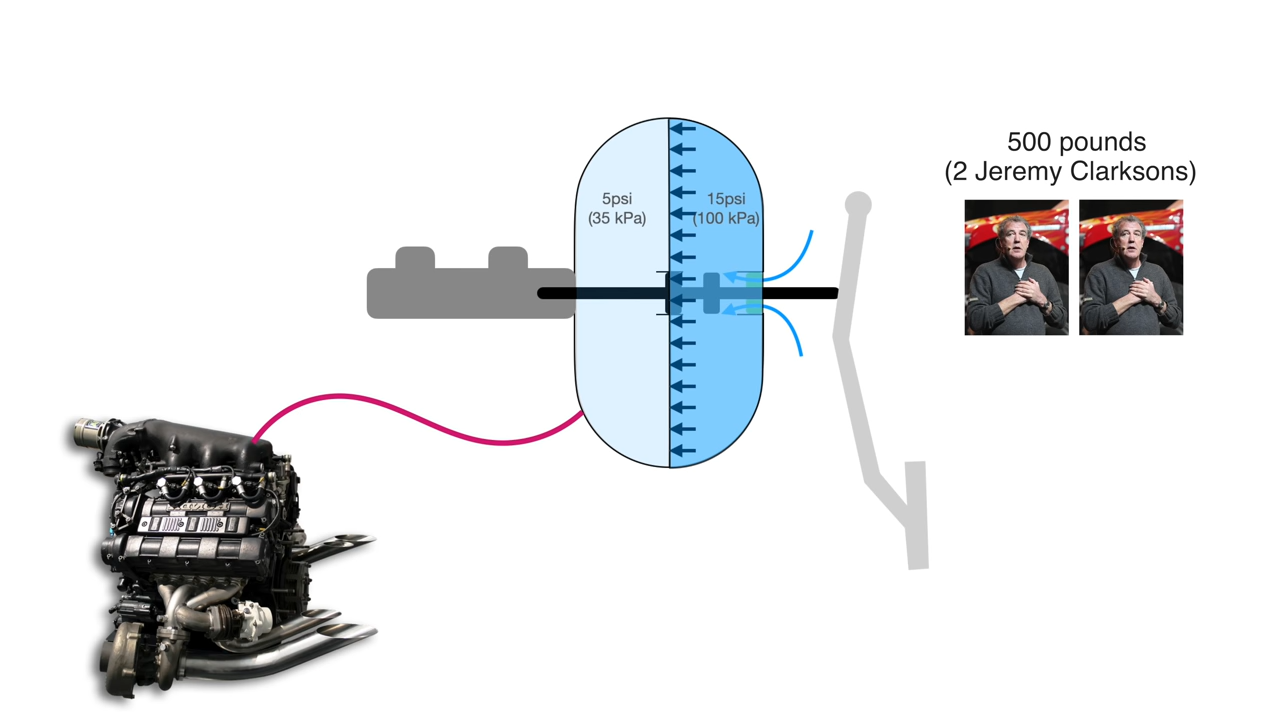 500 pounds
(2 Jeremy Clarksons)
5psi
(35 kPa)
15psi
(100 kPa)